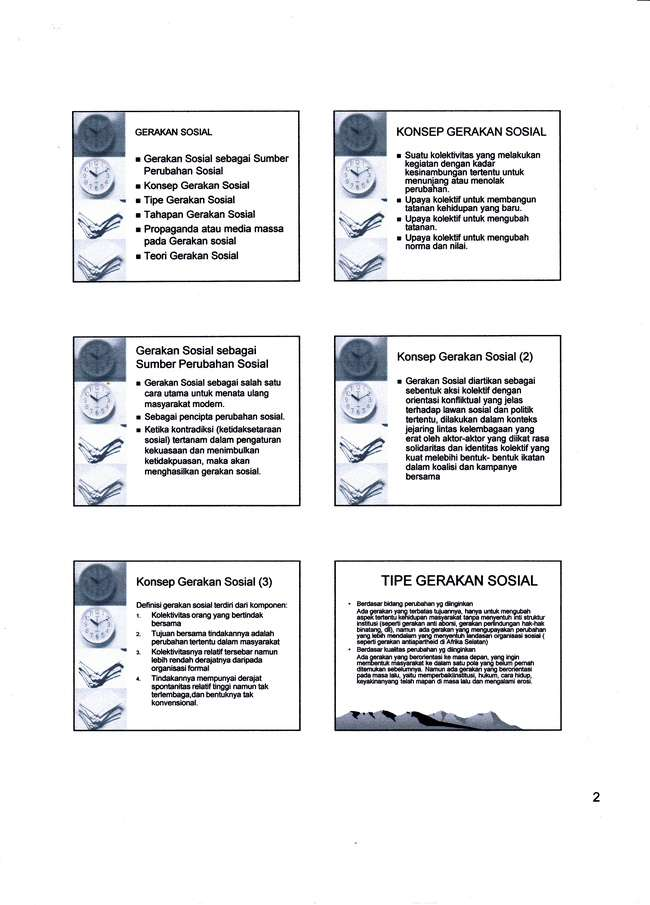 GERAKAN SOSIAL
Gerakan Sosial sebagai Sumber
Perubahan Sosial
Konsep Gerakan Sosial
Tipe Gerakan Sosial
Tahapan Gerakan Sosial
Propaganda atau media massa
pada Gerakan sosial
Teori Gerakan Sosial
KONSEP GERAKAN SOSIAL
Suatu kolektivitas yang melakukan
kegiatan dengan kadar
kesinambungan tertentu untuk
menunjang atau menolak
perubahan.
Upaya kolektif untuk membangun
tatanan kehidupan yang baru.
Upaya kolektif untuk mengubah
tatanan.
Upaya kolektif untuk mengubah
norma dan nilai.
Gerakan Sosial sebagai
Sumber Perubahan Sosial
Gerakan Sosial sebagai salah satu
cara utama untuk menata ulang
masyarakat modern.
Sebagai pencipta perubahan sosial.
Ketika kontradiksi (ketidaksetaraan
sosial) tertanam dalam pengaturan
kekuasaan dan menimbulkan
ketidakpuasan, maka akan
menghasilkan gerakan sosial.
Konsep Gerakan Sosial (2)
Gerakan Sosial diartikan sebagai
sebentuk aksi kolektif dengan
orientasi konfliktual yang jelas
terhadap lawan sosial dan politik
tertentu, dilakukan dalam konteks
jejaring lintas kelembagaan yang
erat oleh aktor-aktor yang diikat rasa
solidaritas dan identitas kolektif yang
kuat melebihi bentuk- bentuk ikatan
dalam koalisi dan kampanye
bersama
Konsep Gerakan Sosial (3)
Definisi gerakan sosial terdiri dari komponen:
1. Kolektivitas orang yang bertindak
bersama
2. Tujuan bersama tindakannya adalah
perubahan tertentu dalam masyarakat
3. Kolektivitasnya relatif tersebar namun
lebih rendah derajatnya daripada
organisasi formal
4. Tindakannya mempunyai derajat
spontanitas relatif tinggi namun tak
terlembaga,dan bentuknya tak
konvensional.
TIPE GERAKAN SOSIAL
• Berdasar bidang perubahan yg diinginkan
Ada gerakan yang terbatas tujuannya, hanya untuk mengubah
aspek tertentu kehidupan masyarakat tanpa menyentuh inti struktur
institusi (seperti gerakan anti aborsi, gerakan perlindungan hak-hak
binatang, dll), namun ada gerakan yang mengupayakan perubahan
yang lebih mendalam yang menyentuh landasan organisasi sosial (
seperti gerakan antiapartheid di Afrika Selatan)
• Berdasar kualitas perubahan yg diinginkan
Ada gerakan yang berorientasi ke masa depan, yang ingin
membentuk masyarakat ke dalam satu pola yang belum pernah
ditemukan sebelumnya. Namun ada gerakan yang berorientasi
pada masa lalu, yaitu memperbaikiinstitusi, hukum, cara hidup,
keyakinanyang telah mapan di masa lalu dan mengalami erosi.
2